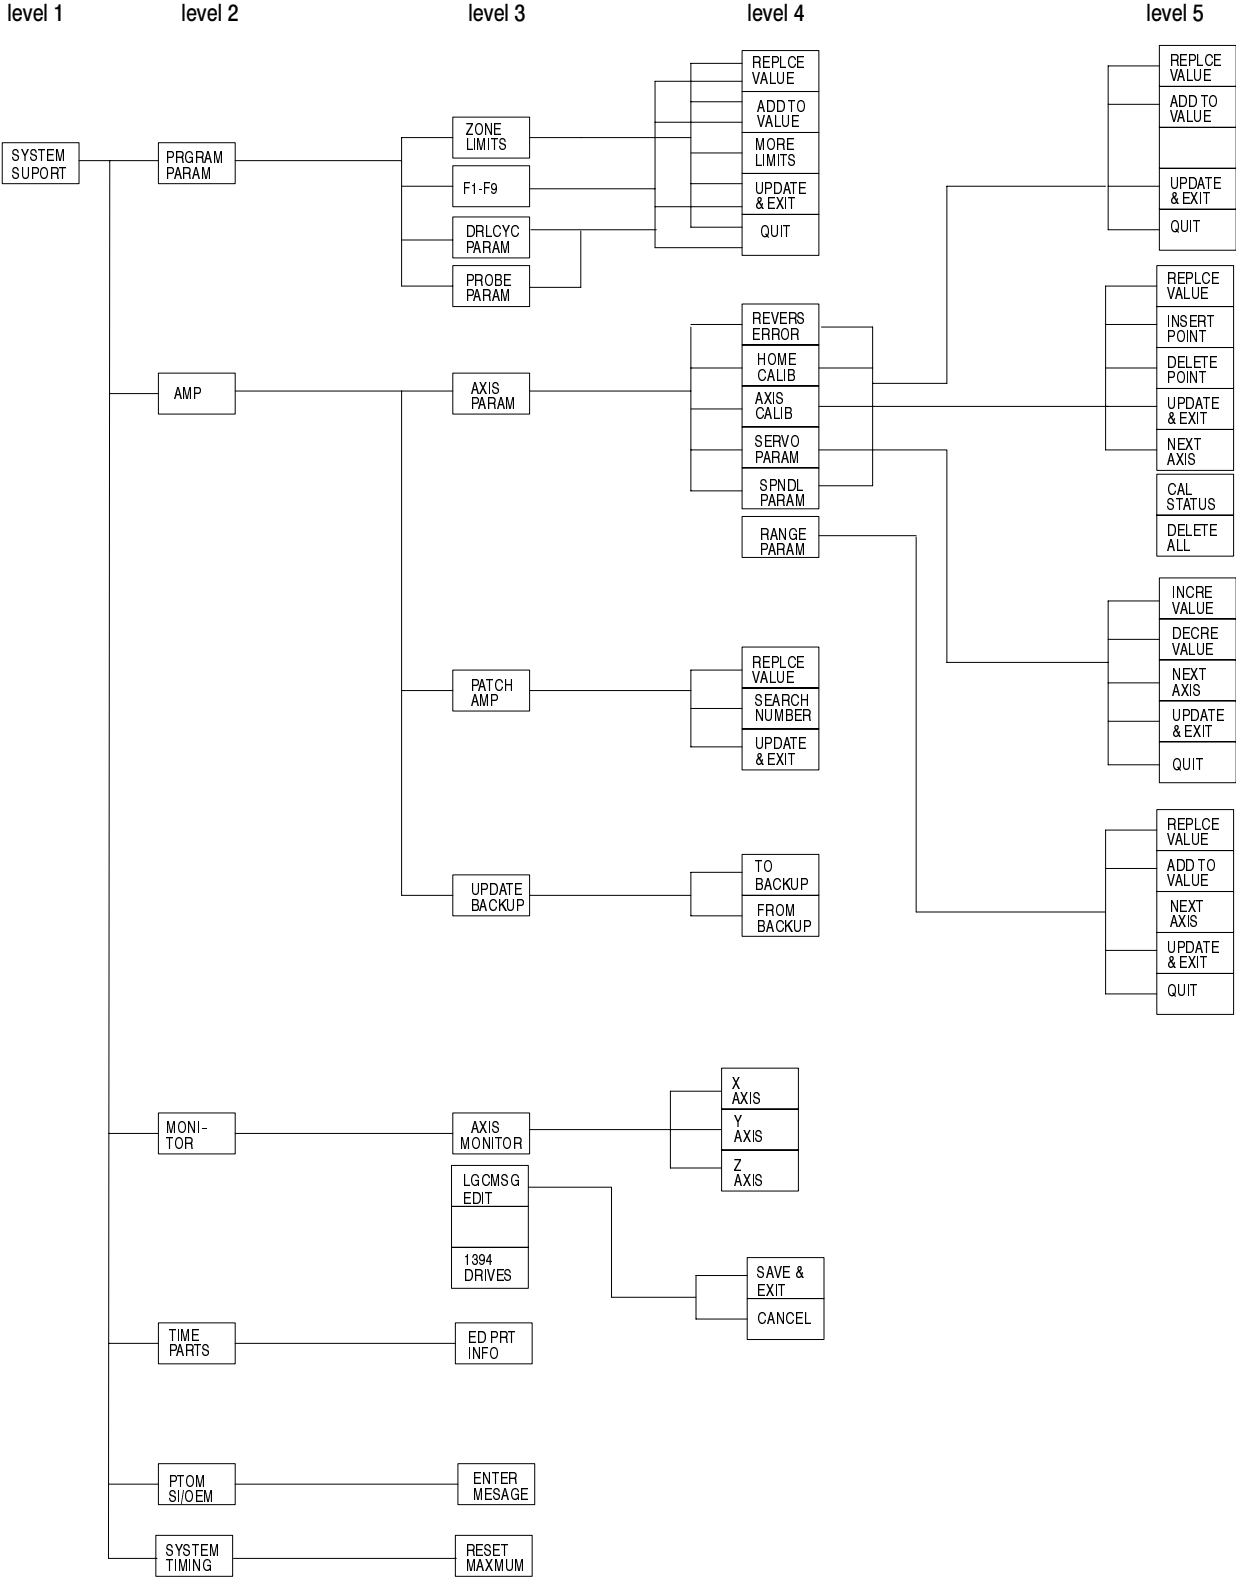 level 1
level 2
level 3
level 4
level 5
SYSTEM
SUPORT
PRGRAM
PARAM
ZONE
LIMITS
F1-F9
DRLCYC
PARAM
PROBE
PARAM
REPLCE
VALUE
ADD TO
VALUE
MORE
LIMITS
UPDATE
& EXIT
QUIT
REPLCE
VALUE
ADD TO
VALUE
UPDATE
& EXIT
QUIT
AMP
AXIS
PARAM
REVERS
ERROR
HOME
CALIB
AXIS
CALIB
SERVO
PARAM
SPNDL
PARAM
RANGE
PARAM
REPLCE
VALUE
INSERT
POINT
DELETE
POINT
UPDATE
& EXIT
NEXT
AXIS
CAL
STATUS
DELETE
ALL
INCRE
VALUE
DECRE
VALUE
NEXT
AXIS
UPDATE
& EXIT
QUIT
PATCH
AMP
REPLCE
VALUE
SEARCH
NUMBER
UPDATE
& EXIT
REPLCE
VALUE
ADD TO
VALUE
NEXT
AXIS
UPDATE
& EXIT
QUIT
UPDATE
BACKUP
TO
BACKUP
FROM
BACKUP
MONI-
TOR
AXIS
MONITOR
X
AXIS
Y
AXIS
Z
AXIS
LGCMSG
EDIT
1394
DRIVES
SAVE &
EXIT
CANCEL
TIME
PARTS
ED PRT
INFO
PTOM
SI/OEM
ENTER
MESAGE
SYSTEM
TIMING
RESET
MAXMUM